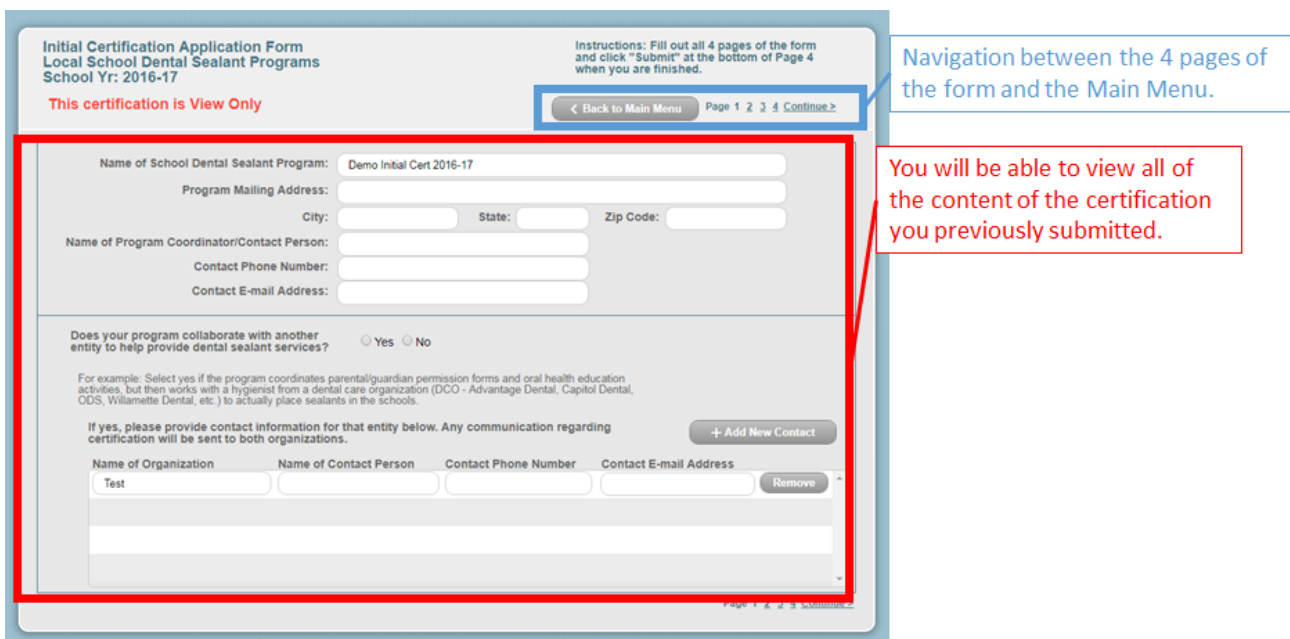 Initial Certification Application Form
Local School Dental Sealant Programs
School Yr: 2016-17
This certification is View Only
Instructions: Fill out all 4 pages of the form
and click "Submit" at the bottom of Page 4
when you are finished.
< Back to Main Menu
Page 1 2 3 4 Continue >
Navigation between the 4 pages of
the form and the Main Menu.
You will be able to view all of
the content of the certification
you previously submitted.
Name of School Dental Sealant Program: Demo Initial Cert 2016-17
Program Mailing Address:
City: State: Zip Code:
Name of Program Coordinator/Contact Person:
Contact Phone Number:
Contact E-mail Address:
Does your program collaborate with another
entity to help provide dental sealant services?
Yes No
For example: Select yes if the program coordinates parental/guardian permission forms and oral health education
activities, but then works with a hygienist from a dental care organization (DCO - Advantage Dental, Capitol Dental,
ODS, Willamette Dental, etc.) to actually place sealants in the schools.
If yes, please provide contact information for that entity below. Any communication regarding
certification will be sent to both organizations.
+ Add New Contact
Name of Organization Name of Contact Person Contact Phone Number Contact E-mail Address
Test Remove
Page 1 2 3 4 Continue >